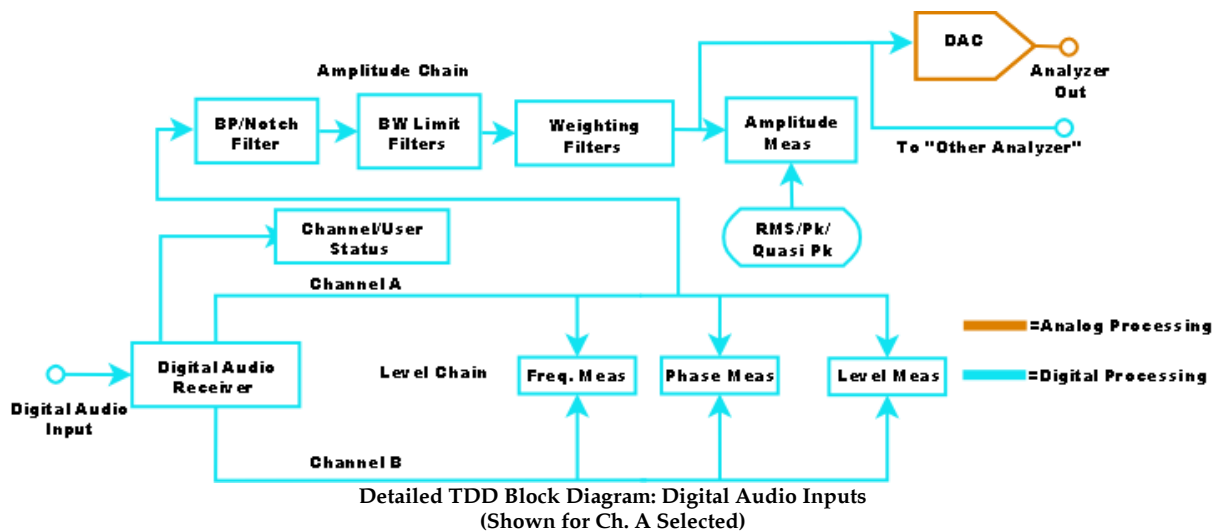 DAC
Analyzer
Out
Amplitude Chain
BP/Notch
Filter
BW Limit
Filters
Weighting
Filters
Amplitude
Meas
To "Other Analyzer"
Channel/User
Status
RMS/Pk/
Quasi Pk
Channel A
=Analog Processing
Digital Audio
Receiver
Level Chain
Freq. Meas
Phase Meas
Level Meas
=Digital Processing
Digital Audio
Input
Channel B
Detailed TDD Block Diagram: Digital Audio Inputs
(Shown for Ch. A Selected)